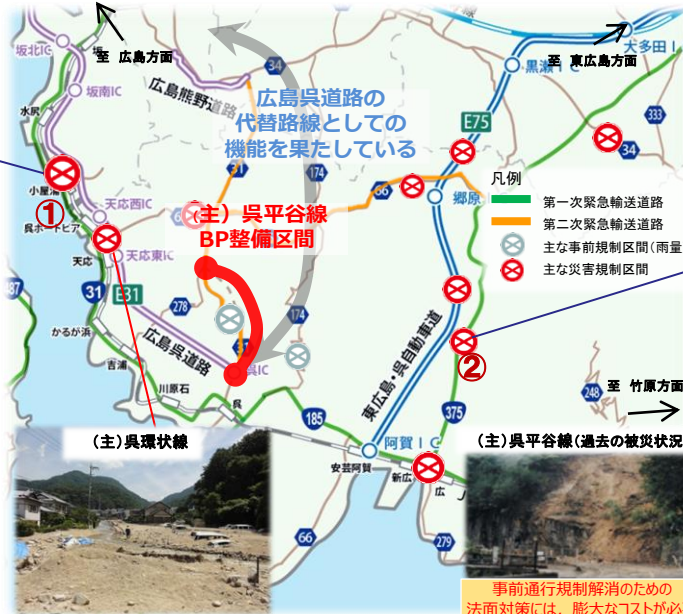 至 広島方面
坂北IC
坂
坂南IC
水尻
小屋浦
①
天応西IC
呉ポートピア
天応
天応東IC
31
E31
かるが浜
吉浦
川原石
呉
呉IC
広島呉道路
広島熊野道路
34
31
174
66
278
174
広島呉道路の
代替路線としての
機能を果たしている
(主)呉平谷線
BP整備区間
至 東広島方面
大多田IC
黒瀬IC
E75
333
34
郷原
凡例
第一次緊急輸送道路
第二次緊急輸送道路
主な事前規制区間(雨量
主な災害規制区間
東広島・呉自動車道
②
375
185
阿賀IC
安芸阿賀
新広
広
66
279
248
至 竹原方面
(主)呉環状線
(主)呉平谷線(過去の被災状況
事前通行規制解消のための
法面対策には、膨大なコストが必